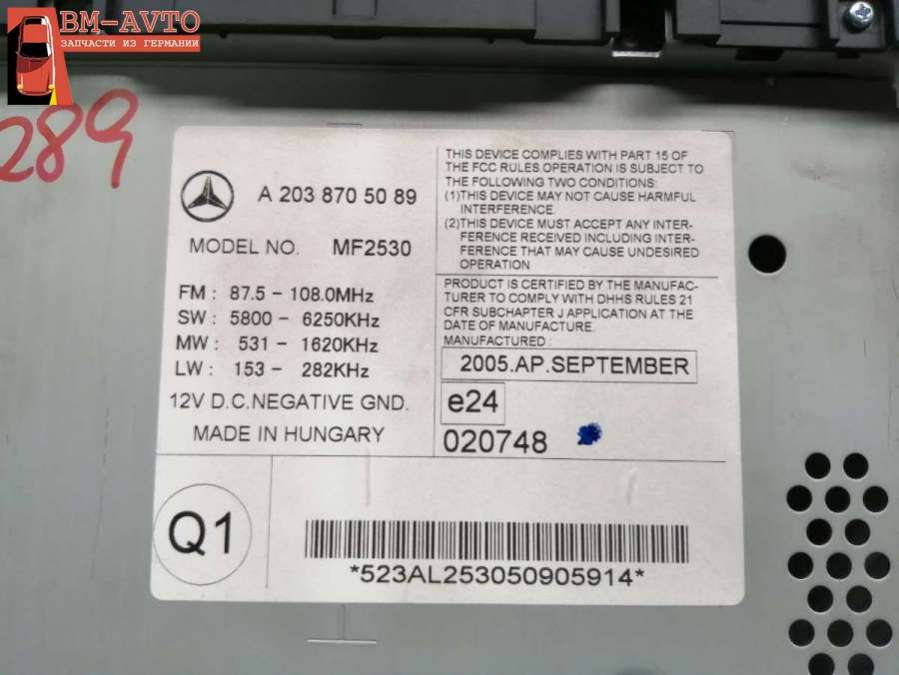 ВМ-AVTO
ЗАПЧАСТИ ИЗ ГЕРМАНИИ
289
A 203 870 50 89
MODEL NO. MF2530
FM : 87.5 - 108.0MHz
SW : 5800 - 6250KHz
MW : 531 - 1620KHz
LW : 153 - 282KHz
12V D.C.NEGATIVE GND.
MADE IN HUNGARY
THIS DEVICE COMPLIES WITH PART 15 OF
THE FCC RULES.OPERATION IS SUBJECT TO
THE FOLLOWING TWO CONDITIONS:
(1)THIS DEVICE MAY NOT CAUSE HARMFUL
INTERFERENCE.
(2)THIS DEVICE MUST ACCEPT ANY INTER-
FERENCE RECEIVED INCLUDING INTER-
FERENCE THAT MAY CAUSE UNDESIRED
OPERATION
PRODUCT IS CERTIFIED BY THE MANUFAC-
TURER TO COMPLY WITH DHHS RULES 21
CFR SUBCHAPTER J APPLICATION AT THE
DATE OF MANUFACTURE.
MANUFACTURED :
2005.AP.SEPTEMBER
e24
020748
Q1
*523AL253050905914*